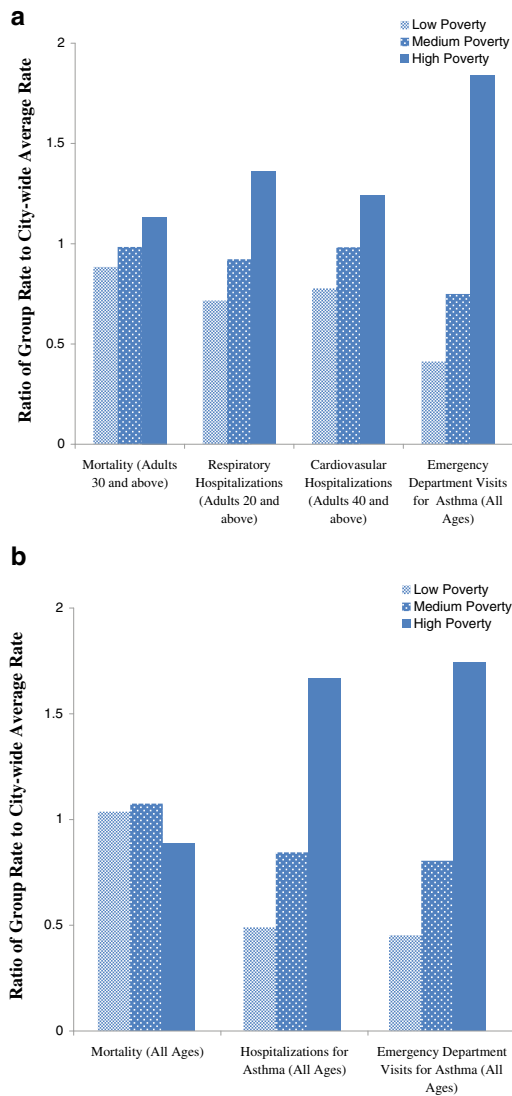 a
Low Poverty
Medium Poverty
High Poverty
Ratio of Group Rate to City-wide Average Rate
2
1.5
1
0.5
0
Mortality (Adults
30 and above)
Respiratory
Hospitalizations
(Adults 20 and
above)
Cardiovasular
Hospitalizations
(Adults 40 and
above)
Emergency
Department Visits
for Asthma (All
Ages)
b
Low Poverty
Medium Poverty
High Poverty
Ratio of Group Rate to City-wide Average Rate
2
1.5
1
0.5
0
Mortality (All Ages)
Hospitalizations for
Asthma (All Ages)
Emergency Department
Visits for Asthma (All
Ages)